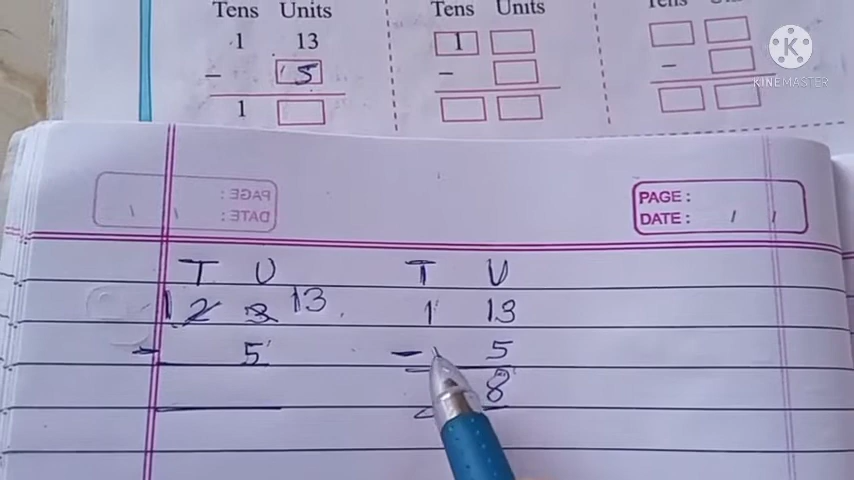 Tens Units Tens Units Tens
1 13 1
- 5 - -
1
KINEMASTER
PAGE :
DATE : / /
PAGE :
DATE : / /
T U T U
1 2 3 13 1 13
- 5 - 5
8